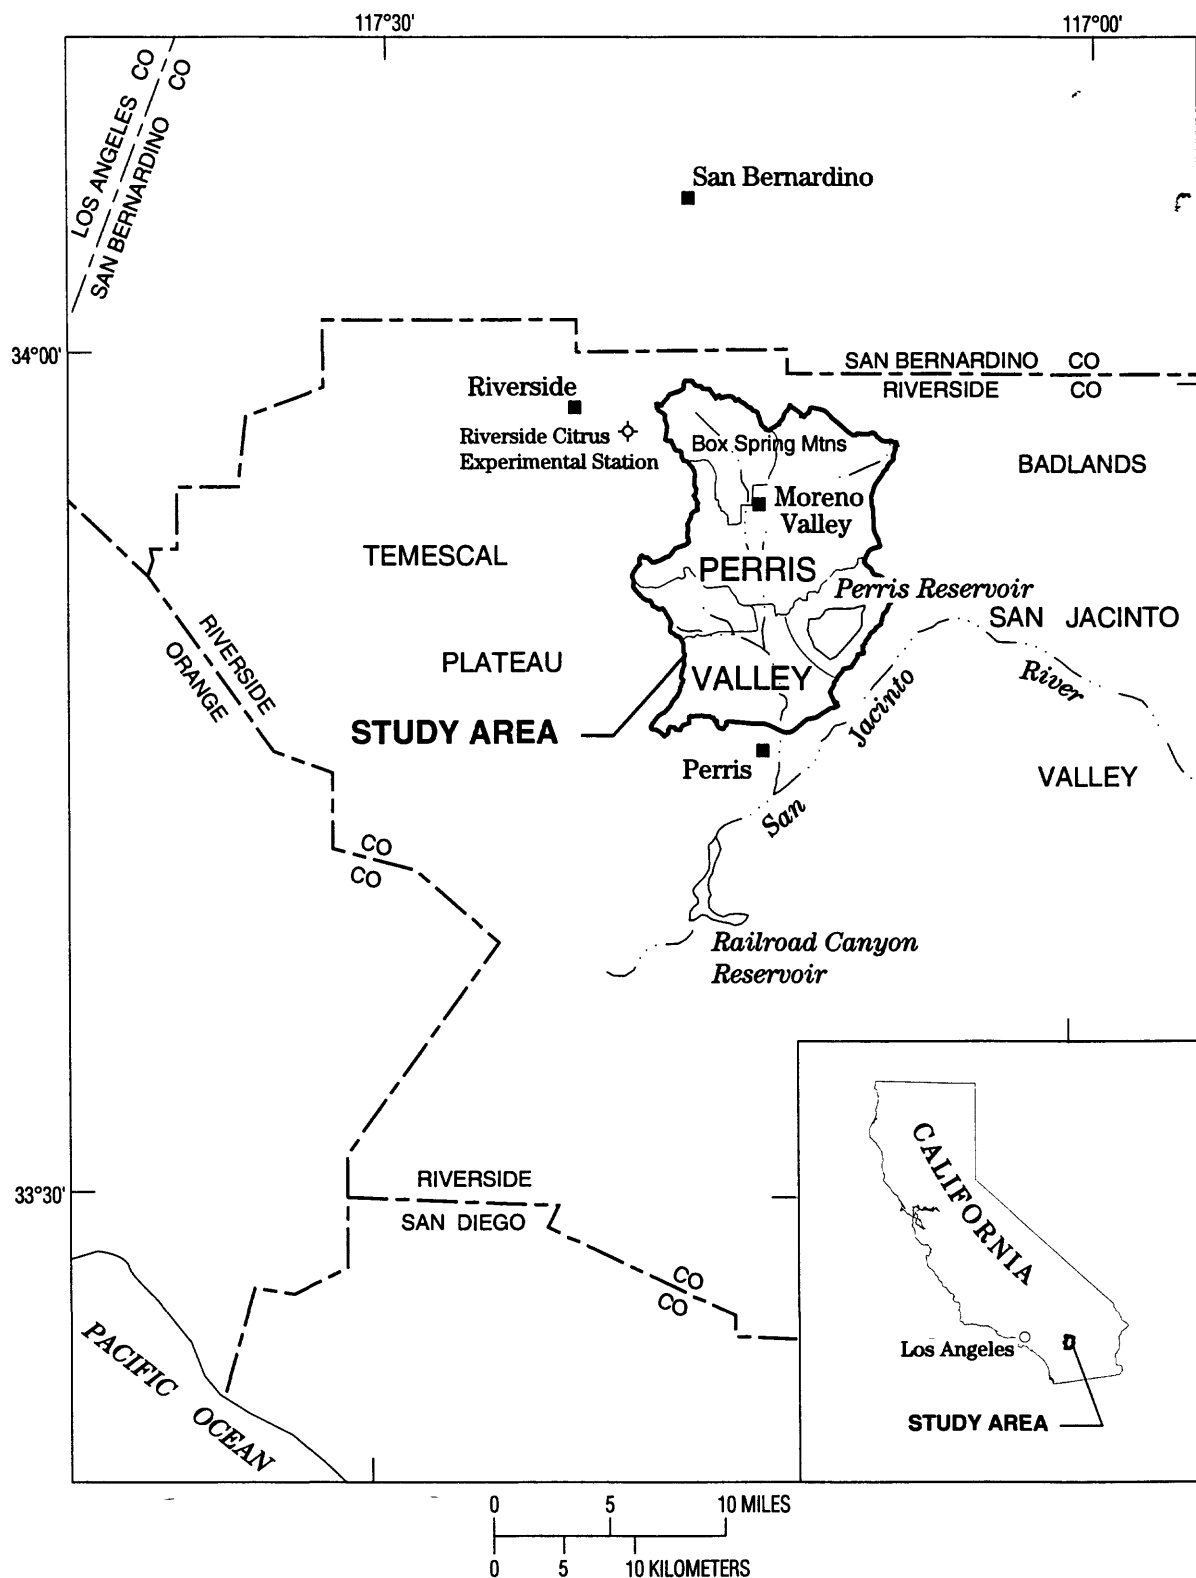 117°30'
117°00'
LOS ANGELES CO
SAN BERNARDINO CO
San Bernardino
34°00'
SAN BERNARDINO CO
RIVERSIDE CO
Riverside
Riverside Citrus
Experimental Station
Box Spring Mtns
BADLANDS
Moreno
Valley
TEMESCAL
PERRIS
Perris Reservoir
SAN JACINTO
RIVERSIDE
ORANGE
PLATEAU
VALLEY
River
Jacinto
STUDY AREA
Perris
VALLEY
San
CO
CO
Railroad Canyon
Reservoir
33°30'
RIVERSIDE
SAN DIEGO
CO
CO
PACIFIC OCEAN
CALIFORNIA
Los Angeles
STUDY AREA
0 5 10 MILES
0 5 10 KILOMETERS